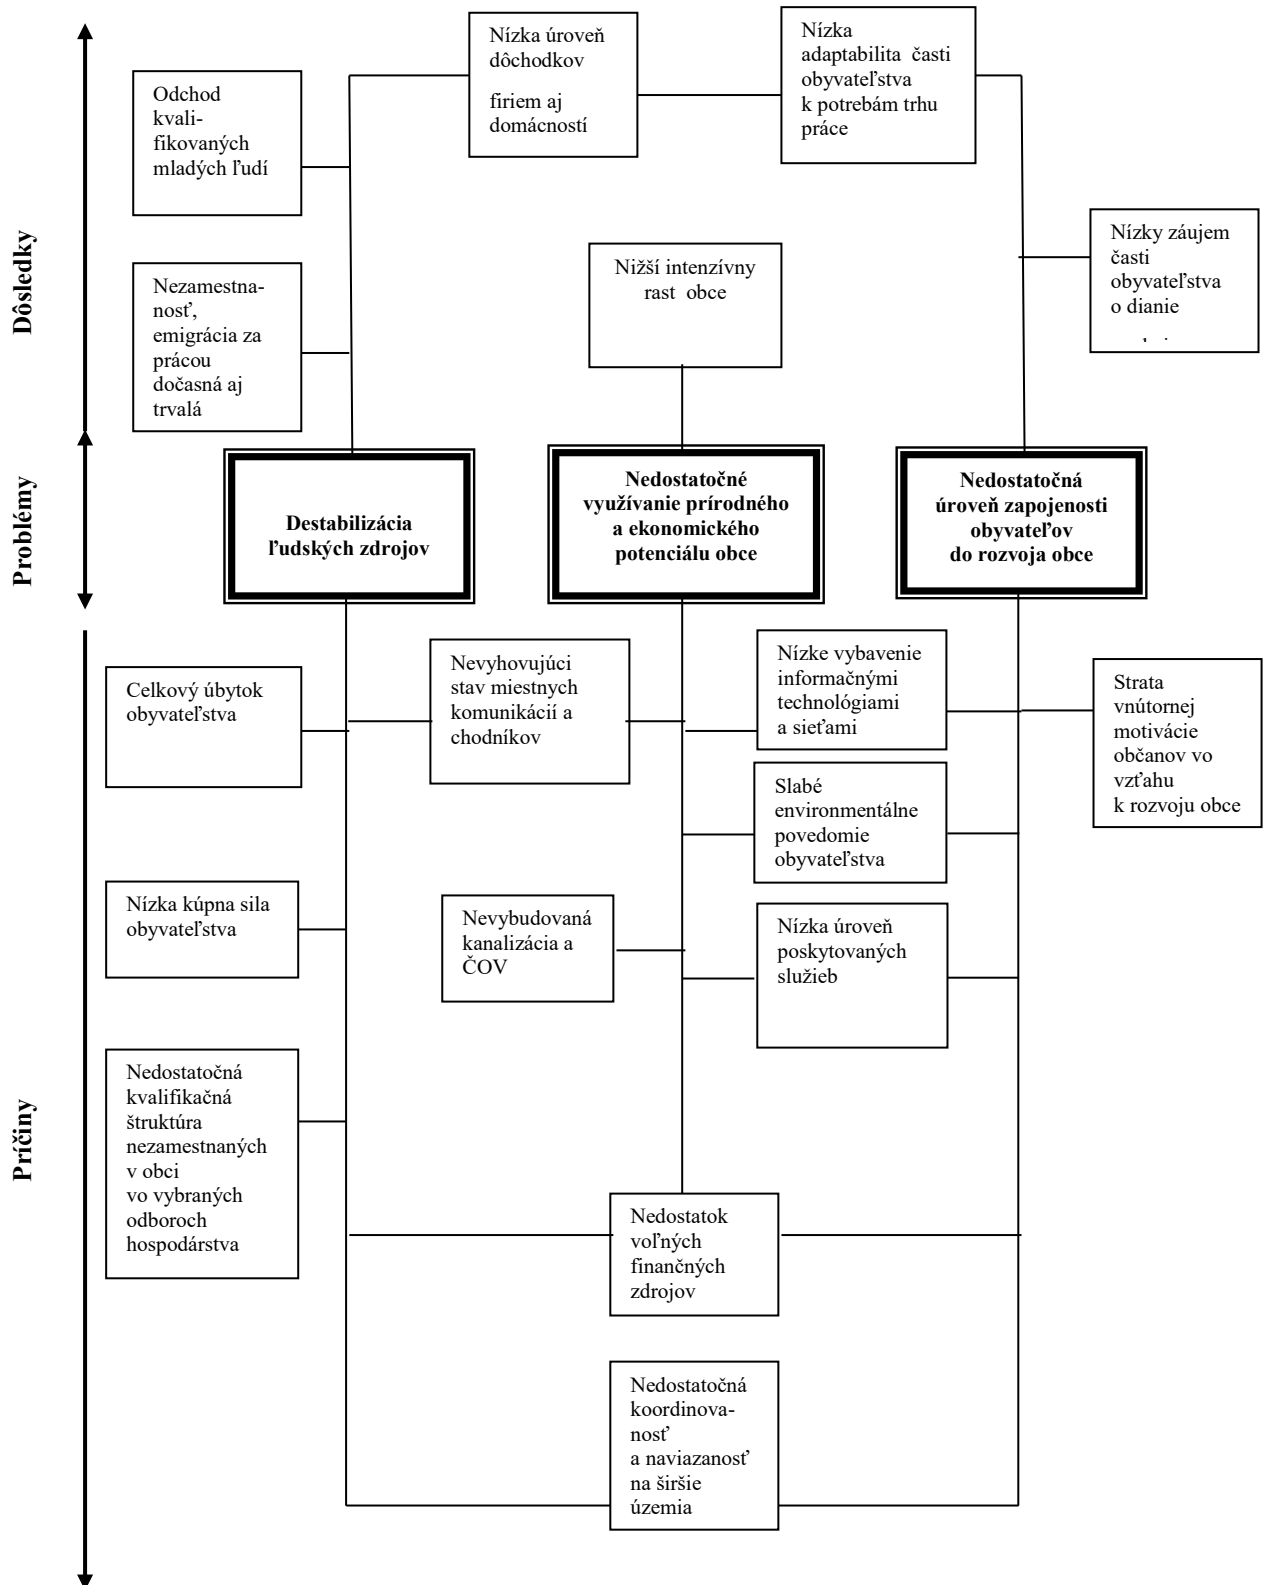 Dôsledky
Odchod
kvali-
fikovaných
mladých ľudí
Nízka úroveň
dôchodkov
firiem aj
domácností
Nízka
adaptabilita časti
obyvateľstva
k potrebám trhu
práce
Nezamestna-
nosť,
emigrácia za
prácou
dočasná aj
trvalá
Nižší intenzívny
rast obce
Nízky záujem
časti
obyvateľstva
o dianie
Problémy
Destabilizácia
ľudských zdrojov
Nedostatočné
využívanie prírodného
a ekonomického
potenciálu obce
Nedostatočná
úroveň zapojenosti
obyvateľov
do rozvoja obce
Príčiny
Celkový úbytok
obyvateľstva
Nevyhovujúci
stav miestnych
komunikácií a
chodníkov
Nízke vybavenie
informačnými
technológiami
a sieťami
Strata
vnútornej
motivácie
občanov vo
vzťahu
k rozvoju obce
Slabé
environmentálne
povedomie
obyvateľstva
Nízka kúpna sila
obyvateľstva
Nevybudovaná
kanalizácia a
ČOV
Nízka úroveň
poskytovaných
služieb
Nedostatočná
kvalifikačná
štruktúra
nezamestnaných
v obci
vo vybraných
odboroch
hospodárstva
Nedostatok
voľných
finančných
zdrojov
Nedostatočná
koordinova-
nosť
a naviazanosť
na širšie
územia